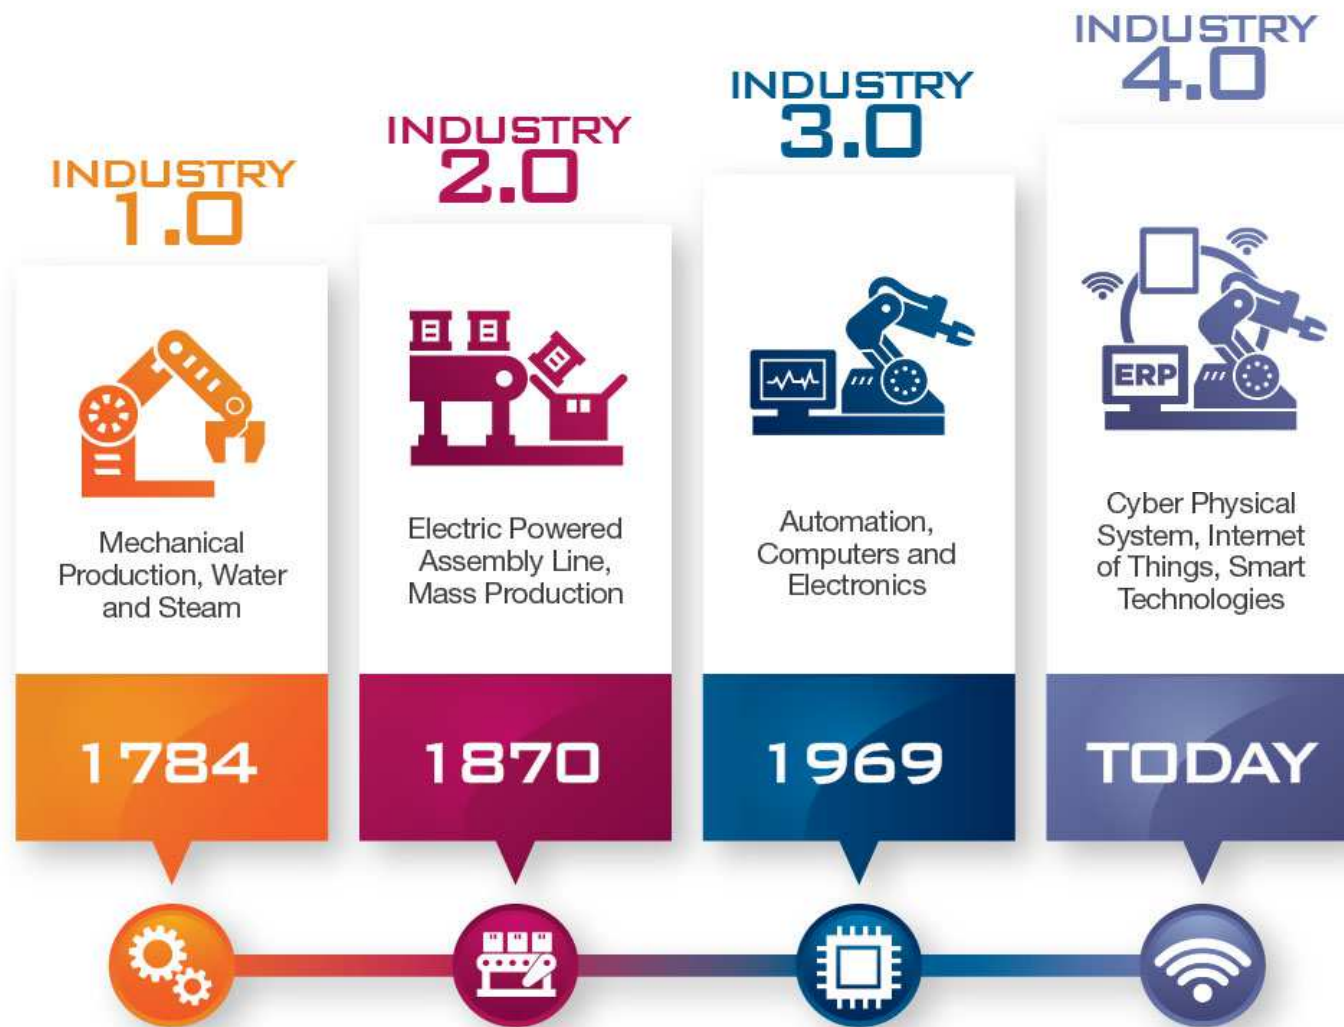 INDUSTRY
1.0
Mechanical
Production, Water
and Steam
1784
INDUSTRY
2.0
Electric Powered
Assembly Line,
Mass Production
1870
INDUSTRY
3.0
Automation,
Computers and
Electronics
1969
INDUSTRY
4.0
ERP
Cyber Physical
System, Internet
of Things, Smart
Technologies
TODAY